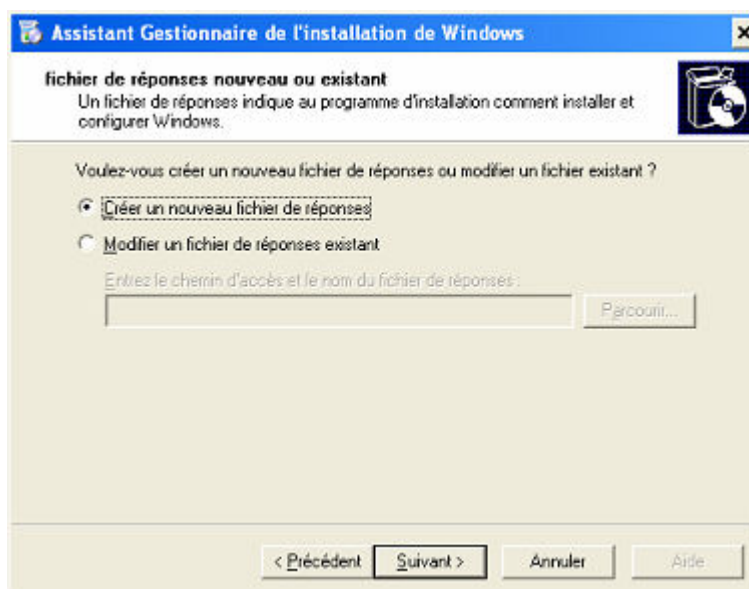 Assistant Gestionnaire de l'installation de Windows
fichier de réponses nouveau ou existant
Un fichier de réponses indique au programme d'installation comment installer et
configurer Windows.
Voulez-vous créer un nouveau fichier de réponses ou modifier un fichier existant ?
Créer un nouveau fichier de réponses
Modifier un fichier de réponses existant
Entrez le chemin d'accès et le nom du fichier de réponses :
Parcourir...
< Précédent Suivant > Annuler Aide